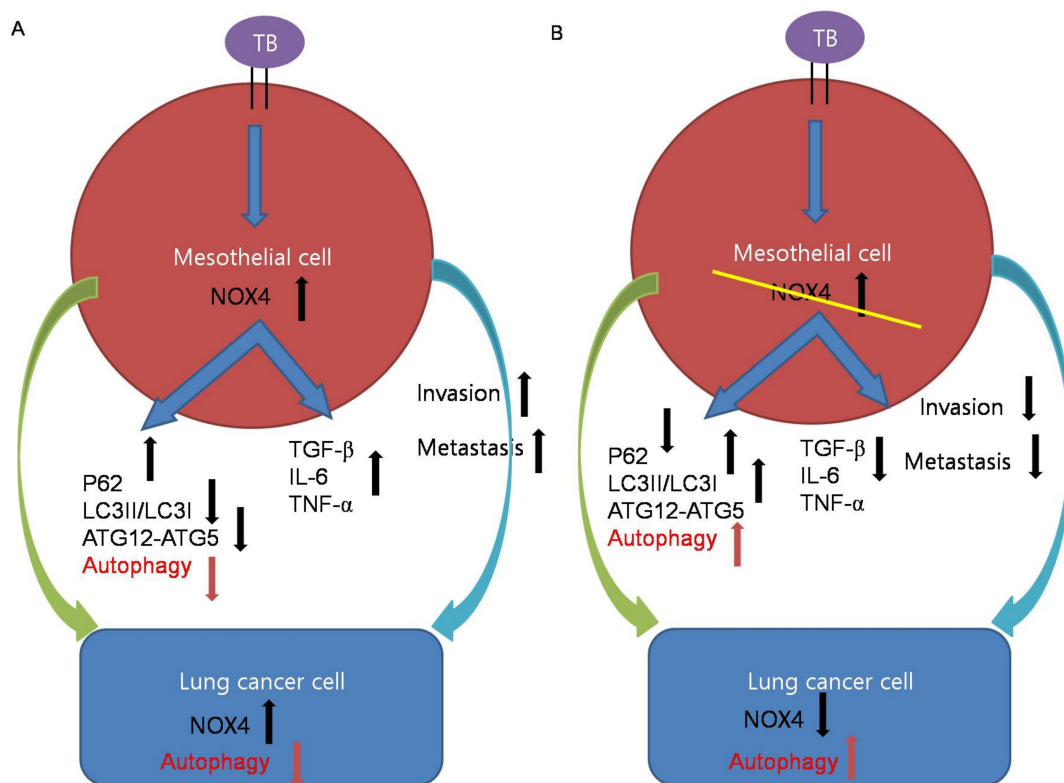 A
TB
Mesothelial cell
NOX4
Invasion
Metastasis
P62
LC3II/LC3I
ATG12-ATG5
Autophagy
TGF-β
IL-6
TNF-α
Lung cancer cell
NOX4
Autophagy
B
TB
Mesothelial cell
NOX4
Invasion
Metastasis
P62
LC3II/LC3I
ATG12-ATG5
Autophagy
TGF-β
IL-6
TNF-α
Lung cancer cell
NOX4
Autophagy